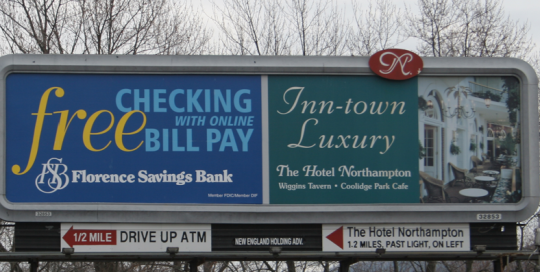 free
CHECKING
WITH ONLINE
BILL PAY
FSB
Florence Savings Bank
Member FDIC/Member DIF
Inn-town
Luxury
The Hotel Northampton
Wiggins Tavern • Coolidge Park Cafe
32853
1/2 MILE DRIVE UP ATM
NEW ENGLAND HOLDING ADV.
The Hotel Northampton
1.2 MILES, PAST LIGHT, ON LEFT